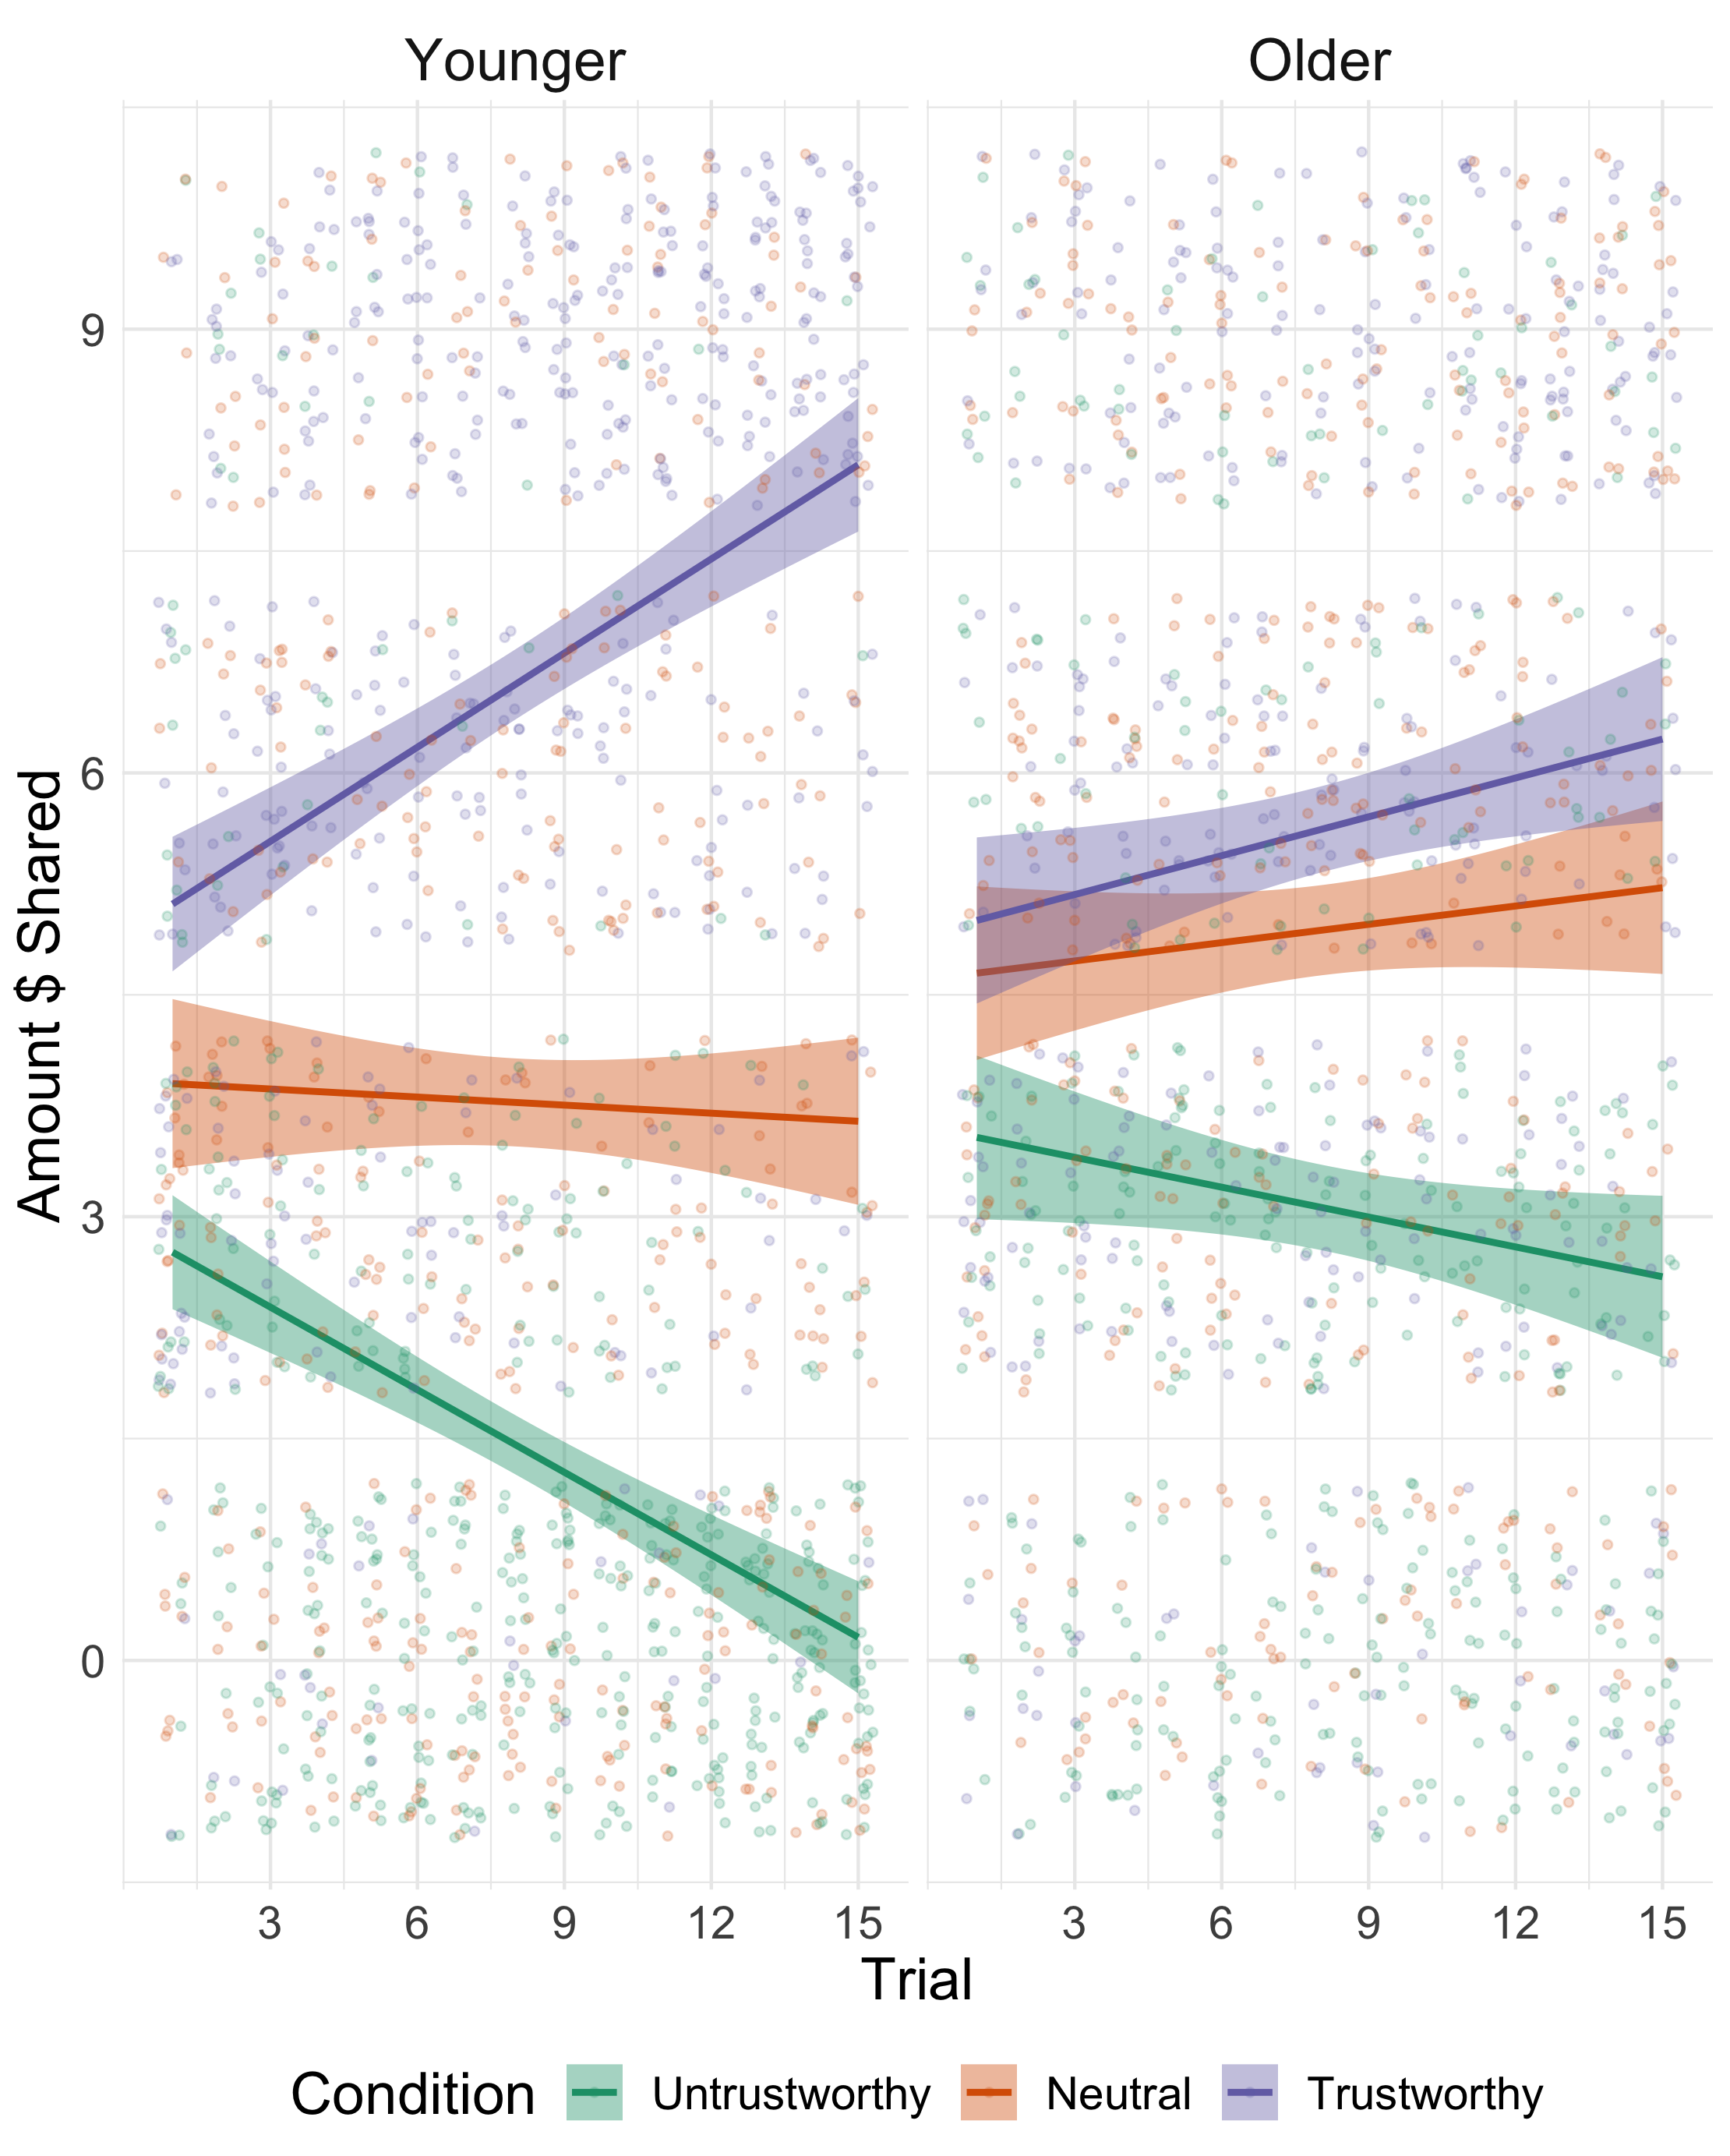 Younger Older
Amount $ Shared
9
6
3
0
3 6 9 12 15 3 6 9 12 15
Trial
Condition Untrustworthy Neutral Trustworthy